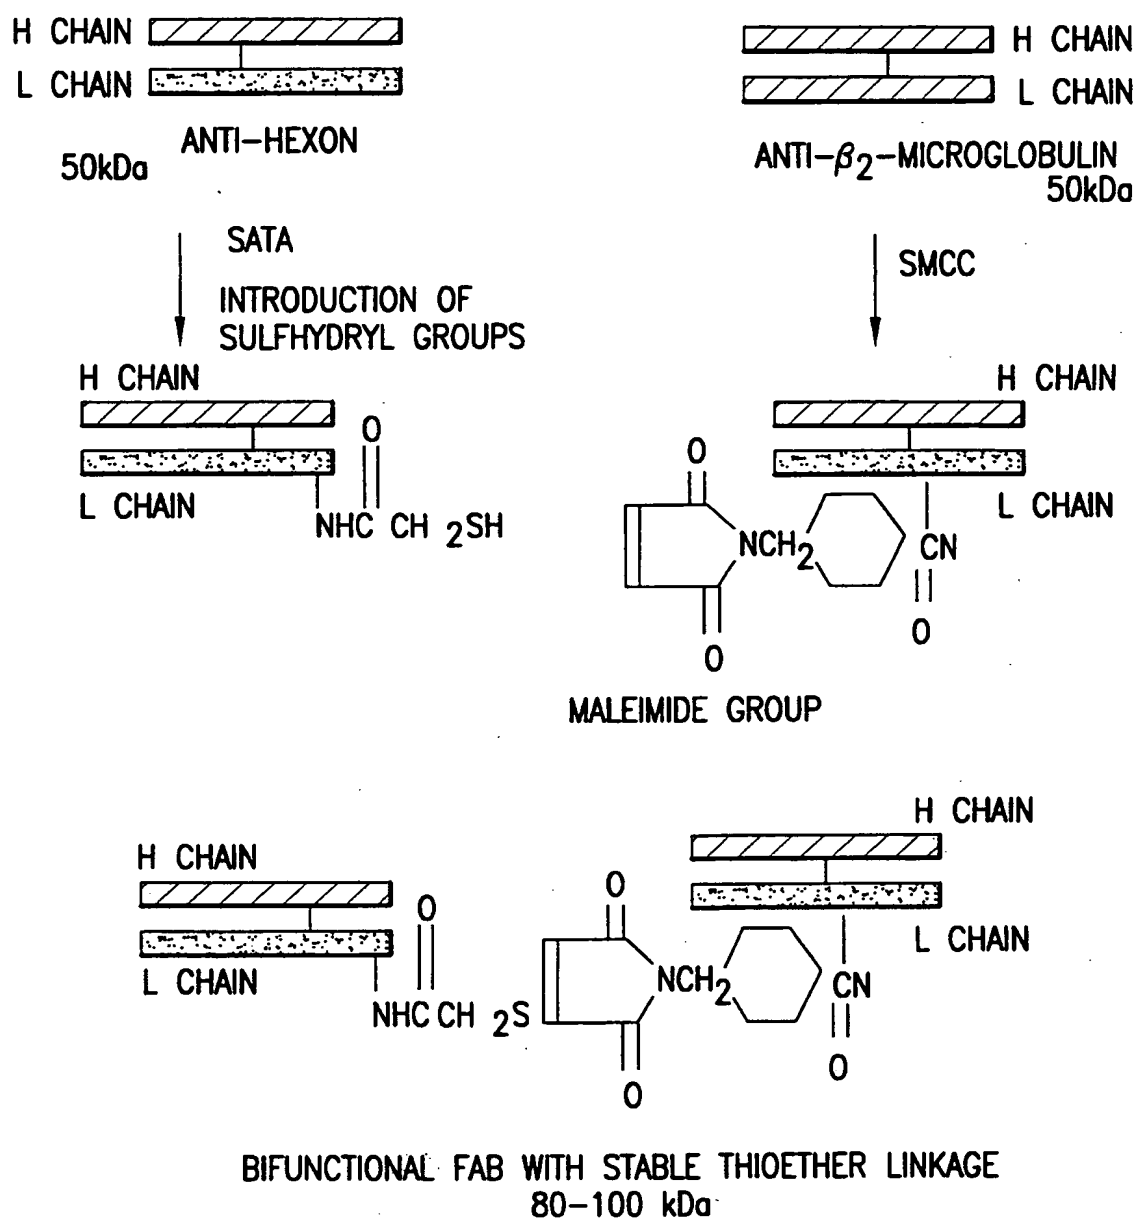 H CHAIN
L CHAIN
ANTI-HEXON
50kDa
H CHAIN
L CHAIN
ANTI-β2-MICROGLOBULIN
50kDa
SATA
INTRODUCTION OF
SULFHYDRYL GROUPS
SMCC
H CHAIN
L CHAIN
O
NHC CH 2SH
H CHAIN
L CHAIN
O
NCH2
CN
O
O
MALEIMIDE GROUP
H CHAIN
L CHAIN
O
NHC CH 2S
H CHAIN
L CHAIN
O
NCH2
CN
O
O
BIFUNCTIONAL FAB WITH STABLE THIOETHER LINKAGE
80-100 kDa